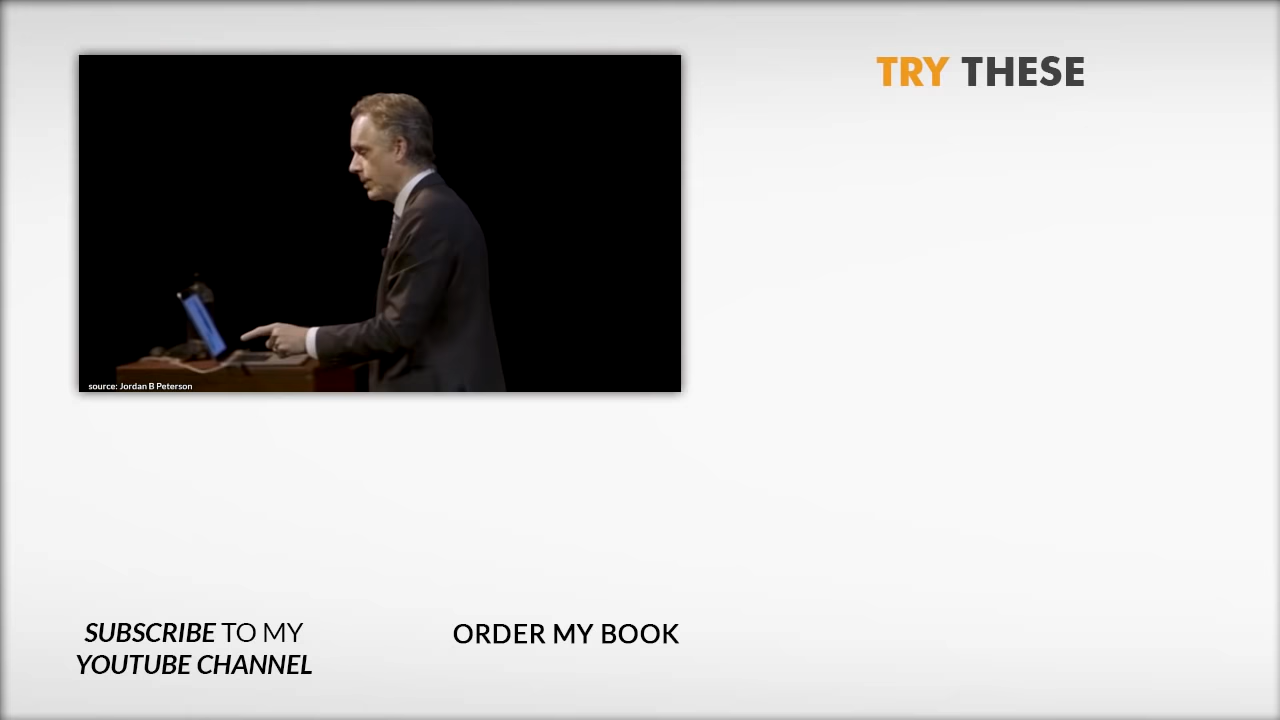 TRY THESE
source: Jordan B Peterson
SUBSCRIBE TO MY
YOUTUBE CHANNEL
ORDER MY BOOK